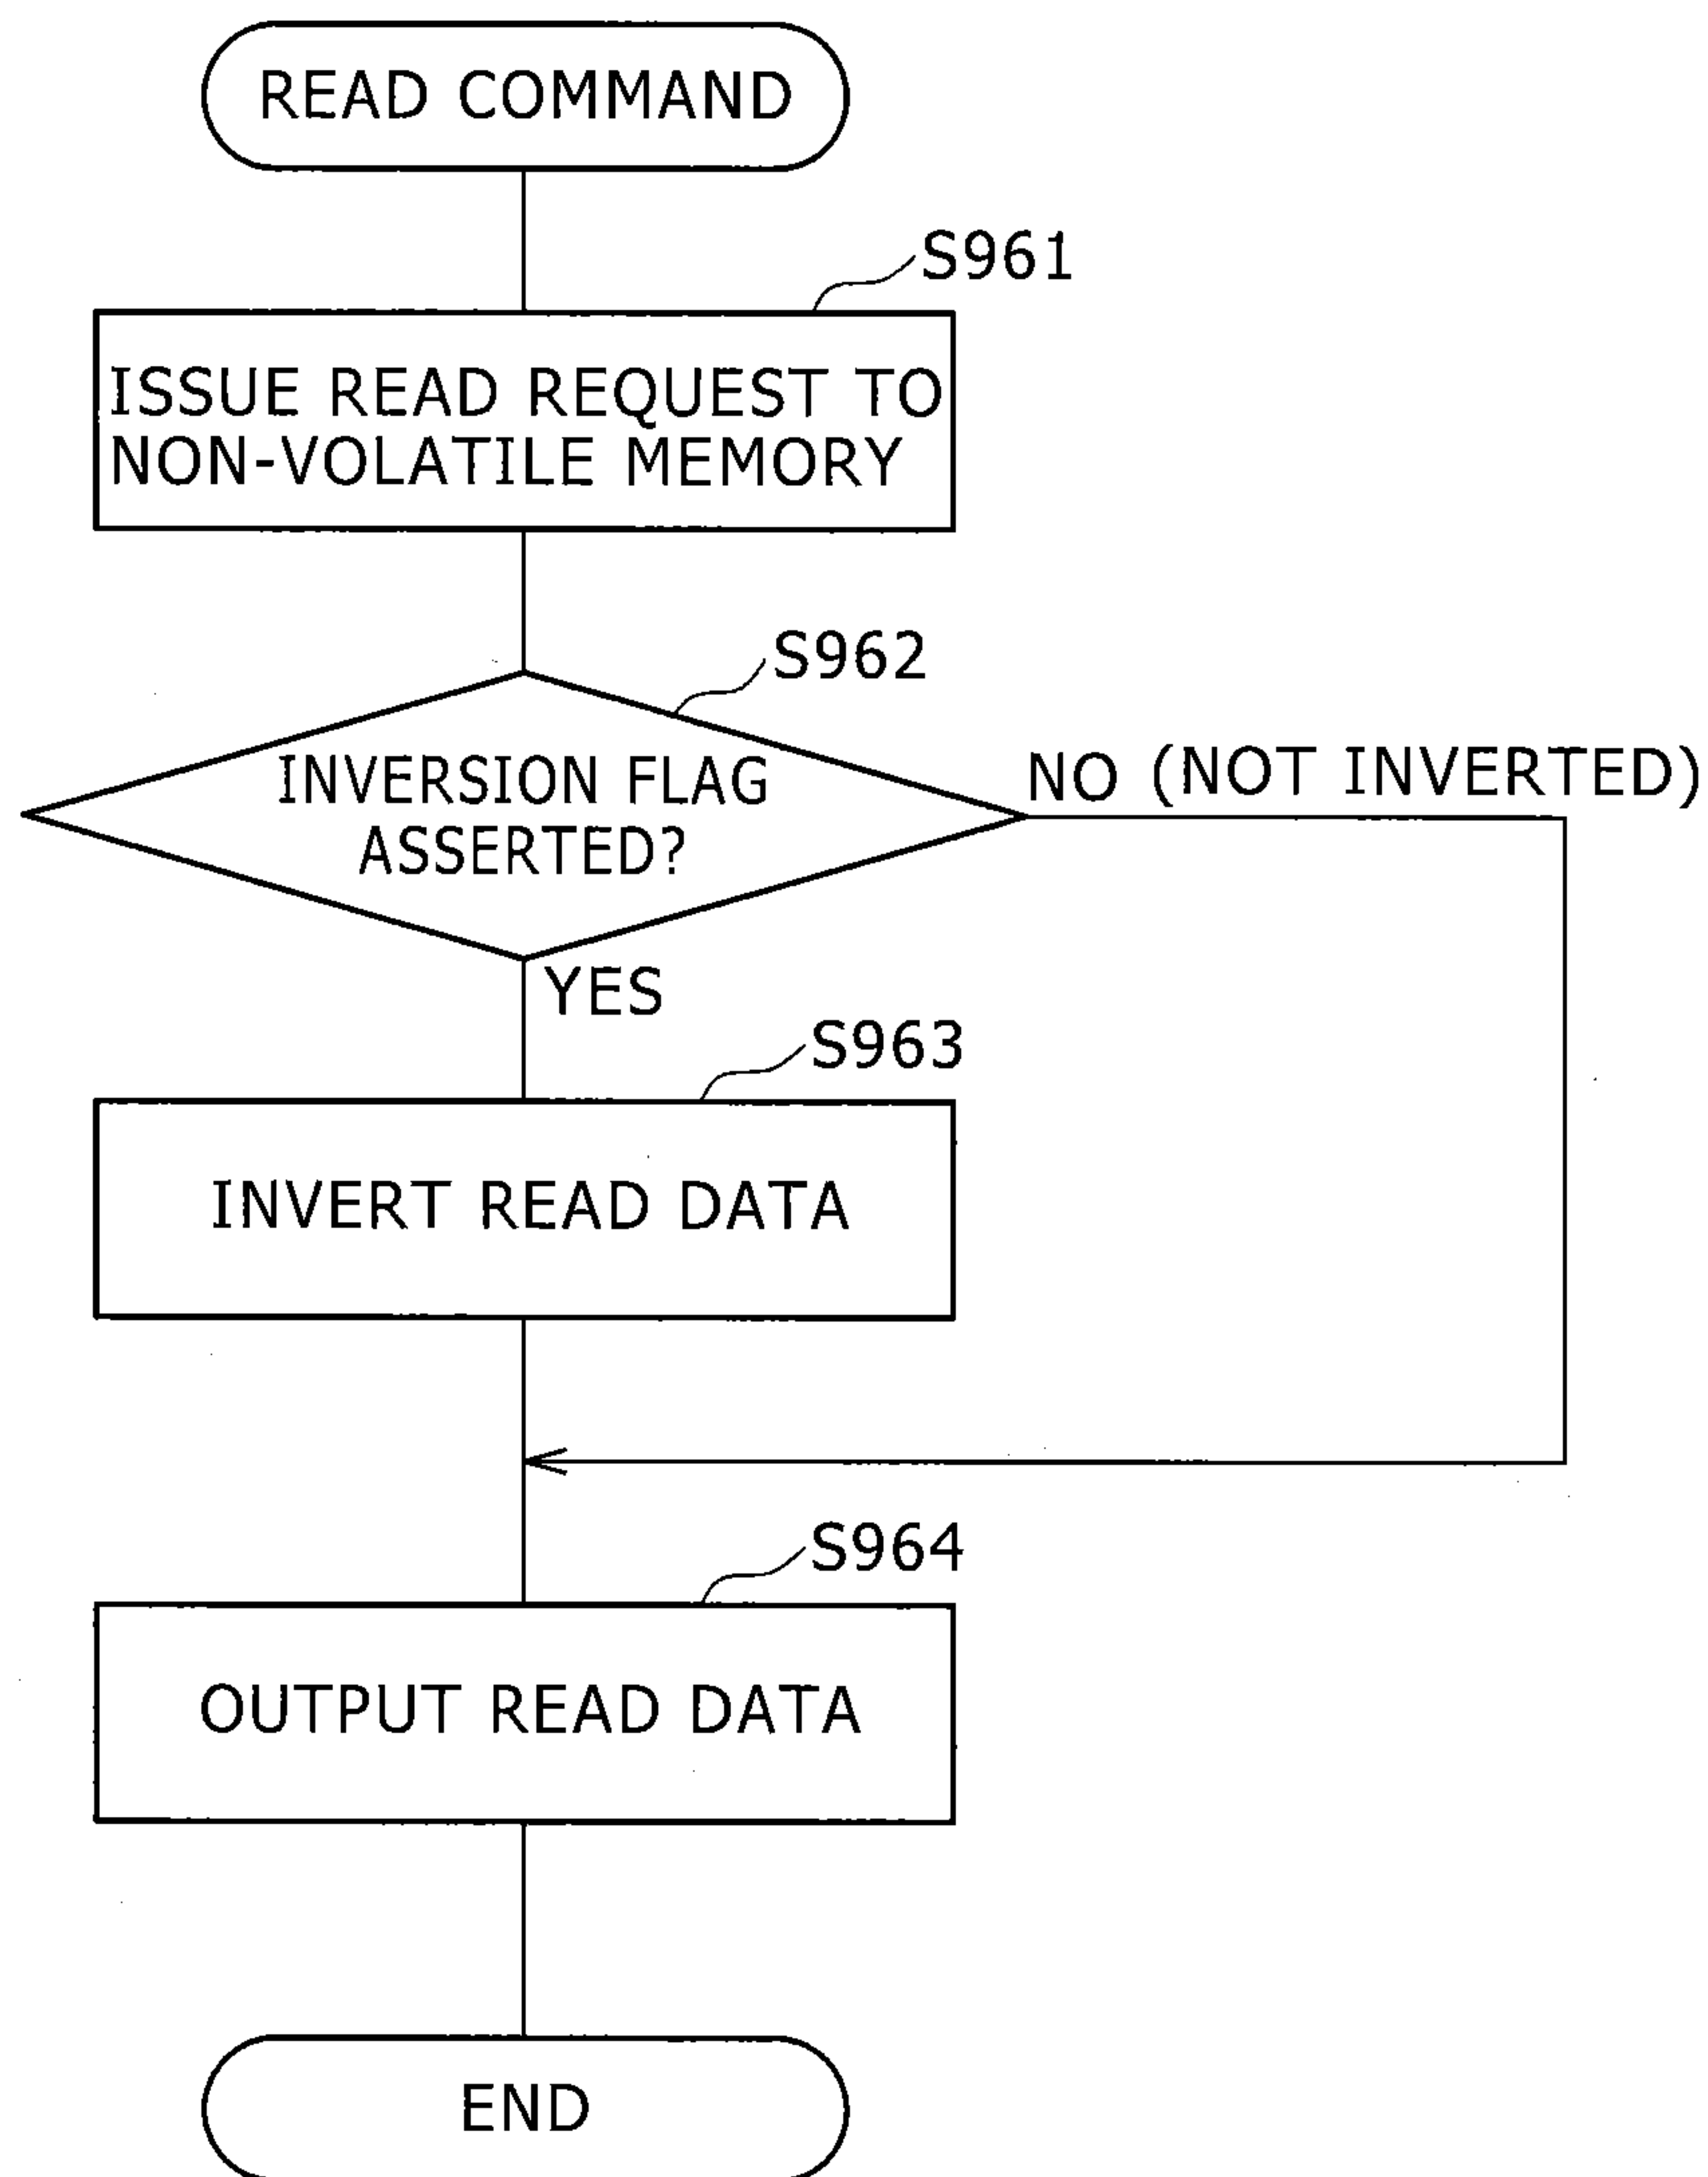 READ COMMAND
S961
ISSUE READ REQUEST TO
NON-VOLATILE MEMORY
S962
INVERSION FLAG
ASSERTED?
NO (NOT INVERTED)
YES
S963
INVERT READ DATA
S964
OUTPUT READ DATA
END